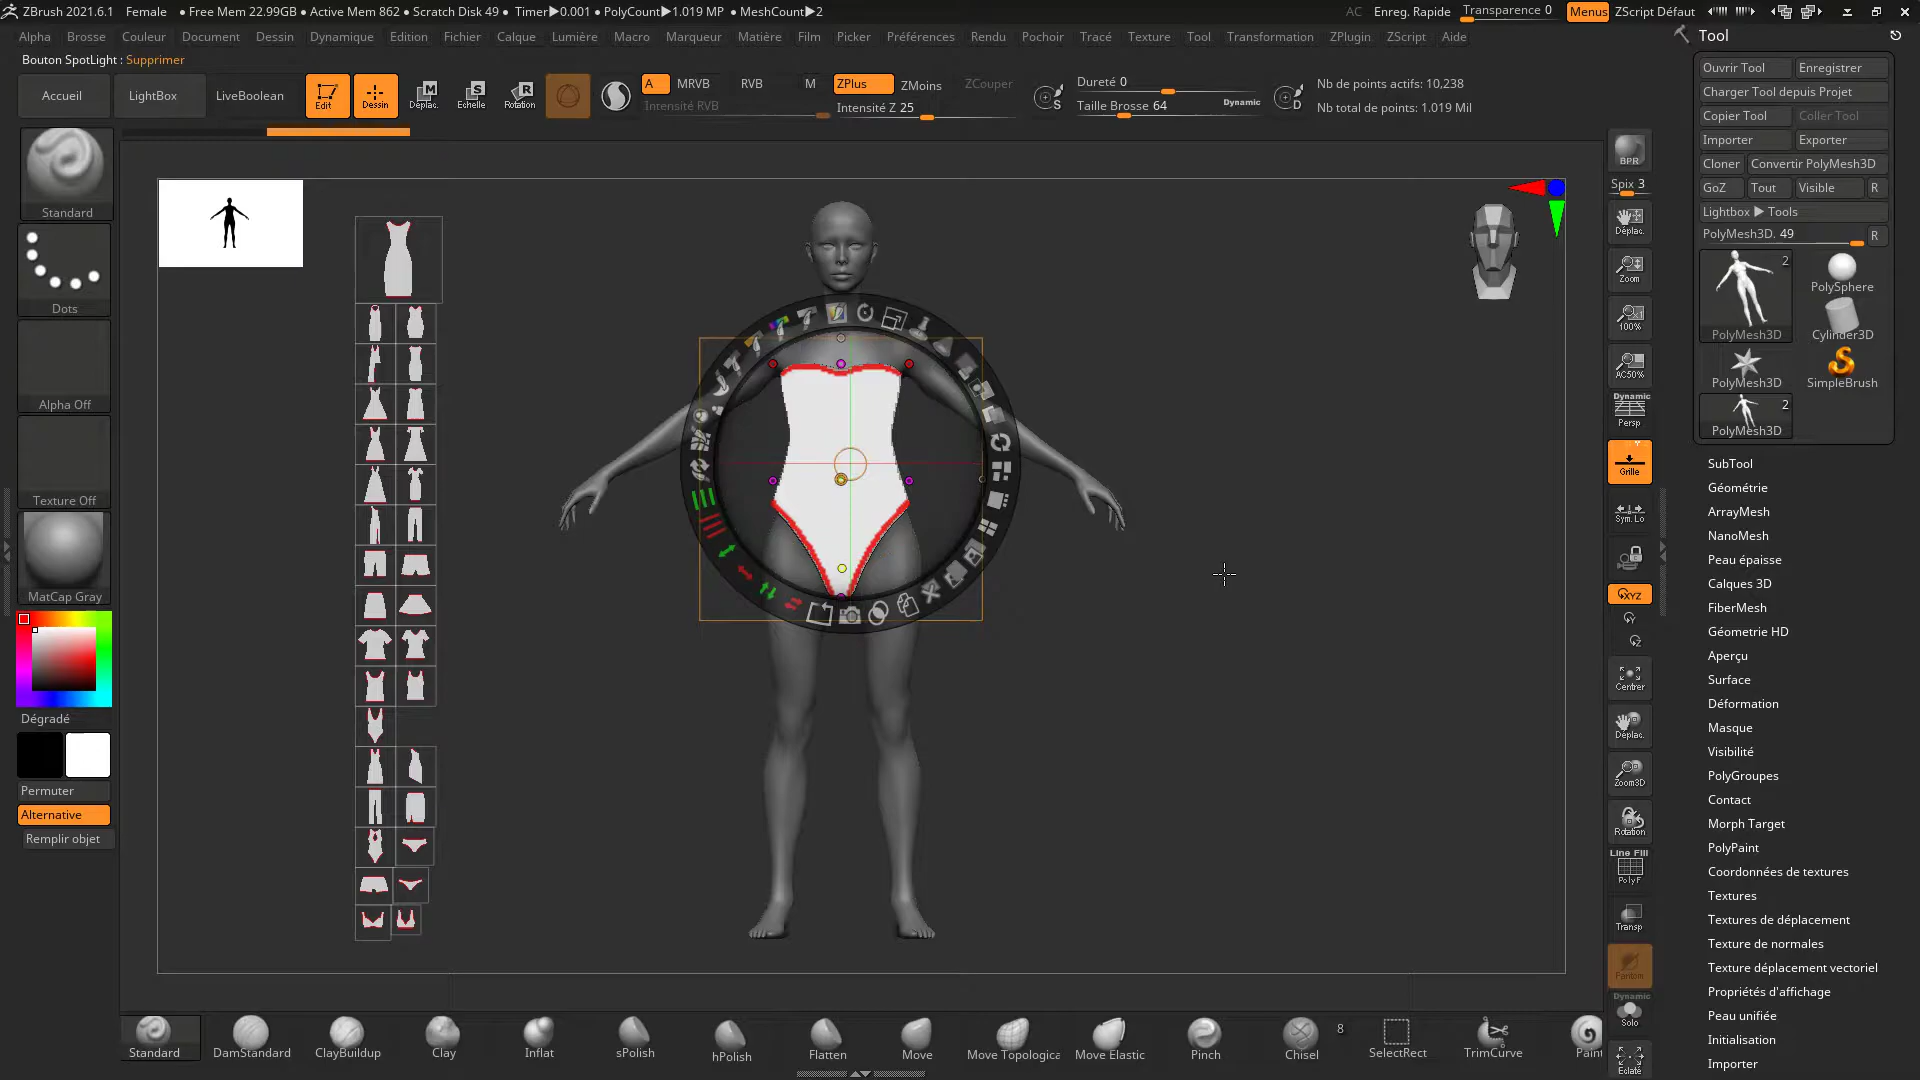 ZBrush 2021.6.1 Female • Free Mem 22.99GB • Active Mem 862 • Scratch Disk 49 • Timer▶0.001 • PolyCount▶1.019 MP • MeshCount▶2 AC Enreg. Rapide Transparence 0 Menus ZScript Défaut
Alpha Brosse Couleur Document Dessin Dynamique Edition Fichier Calque Lumière Macro Marqueur Matière Film Picker Préférences Rendu Pochoir Tracé Texture Tool Transformation ZPlugin ZScript Aide
Bouton SpotLight : Supprimer
Accueil LightBox LiveBoolean Edit Dessin Déplac. Echelle Rotation
A MRVB RVB M ZPlus ZMoins ZCouper
Intensité RVB Intensité Z 25
S Dureté 0
Taille Brosse 64 Dynamic D
Nb de points actifs: 10,238
Nb total de points: 1.019 Mil
Standard
Dots
Alpha Off
Texture Off
MatCap Gray
Dégradé
Permuter
Alternative
Remplir objet
BPR
Spix 3
Déplac.
Zoom
100%
AC50%
Dynamic
Persp
Grille
Sym. Lo
XYZ
Centrer
Déplac.
Zoom3D
Rotation
Line Fill
PolyF
Transp
Fantom
Dynamic
Solo
Eclaté
Tool
Ouvrir Tool Enregistrer
Charger Tool depuis Projet
Copier Tool Coller Tool
Importer Exporter
Cloner Convertir PolyMesh3D
GoZ Tout Visible R
Lightbox ▶ Tools
PolyMesh3D. 49 R
2
PolyMesh3D PolySphere
Cylinder3D
PolyMesh3D SimpleBrush
2
PolyMesh3D
SubTool
Géométrie
ArrayMesh
NanoMesh
Peau épaisse
Calques 3D
FiberMesh
Géometrie HD
Aperçu
Surface
Déformation
Masque
Visibilité
PolyGroupes
Contact
Morph Target
PolyPaint
Coordonnées de textures
Textures
Textures de déplacement
Texture de normales
Texture déplacement vectoriel
Propriétés d'affichage
Peau unifiée
Initialisation
Importer
Standard DamStandard ClayBuildup Clay Inflat sPolish hPolish Flatten Move Move Topologica Move Elastic Pinch Chisel 8 SelectRect TrimCurve Paint